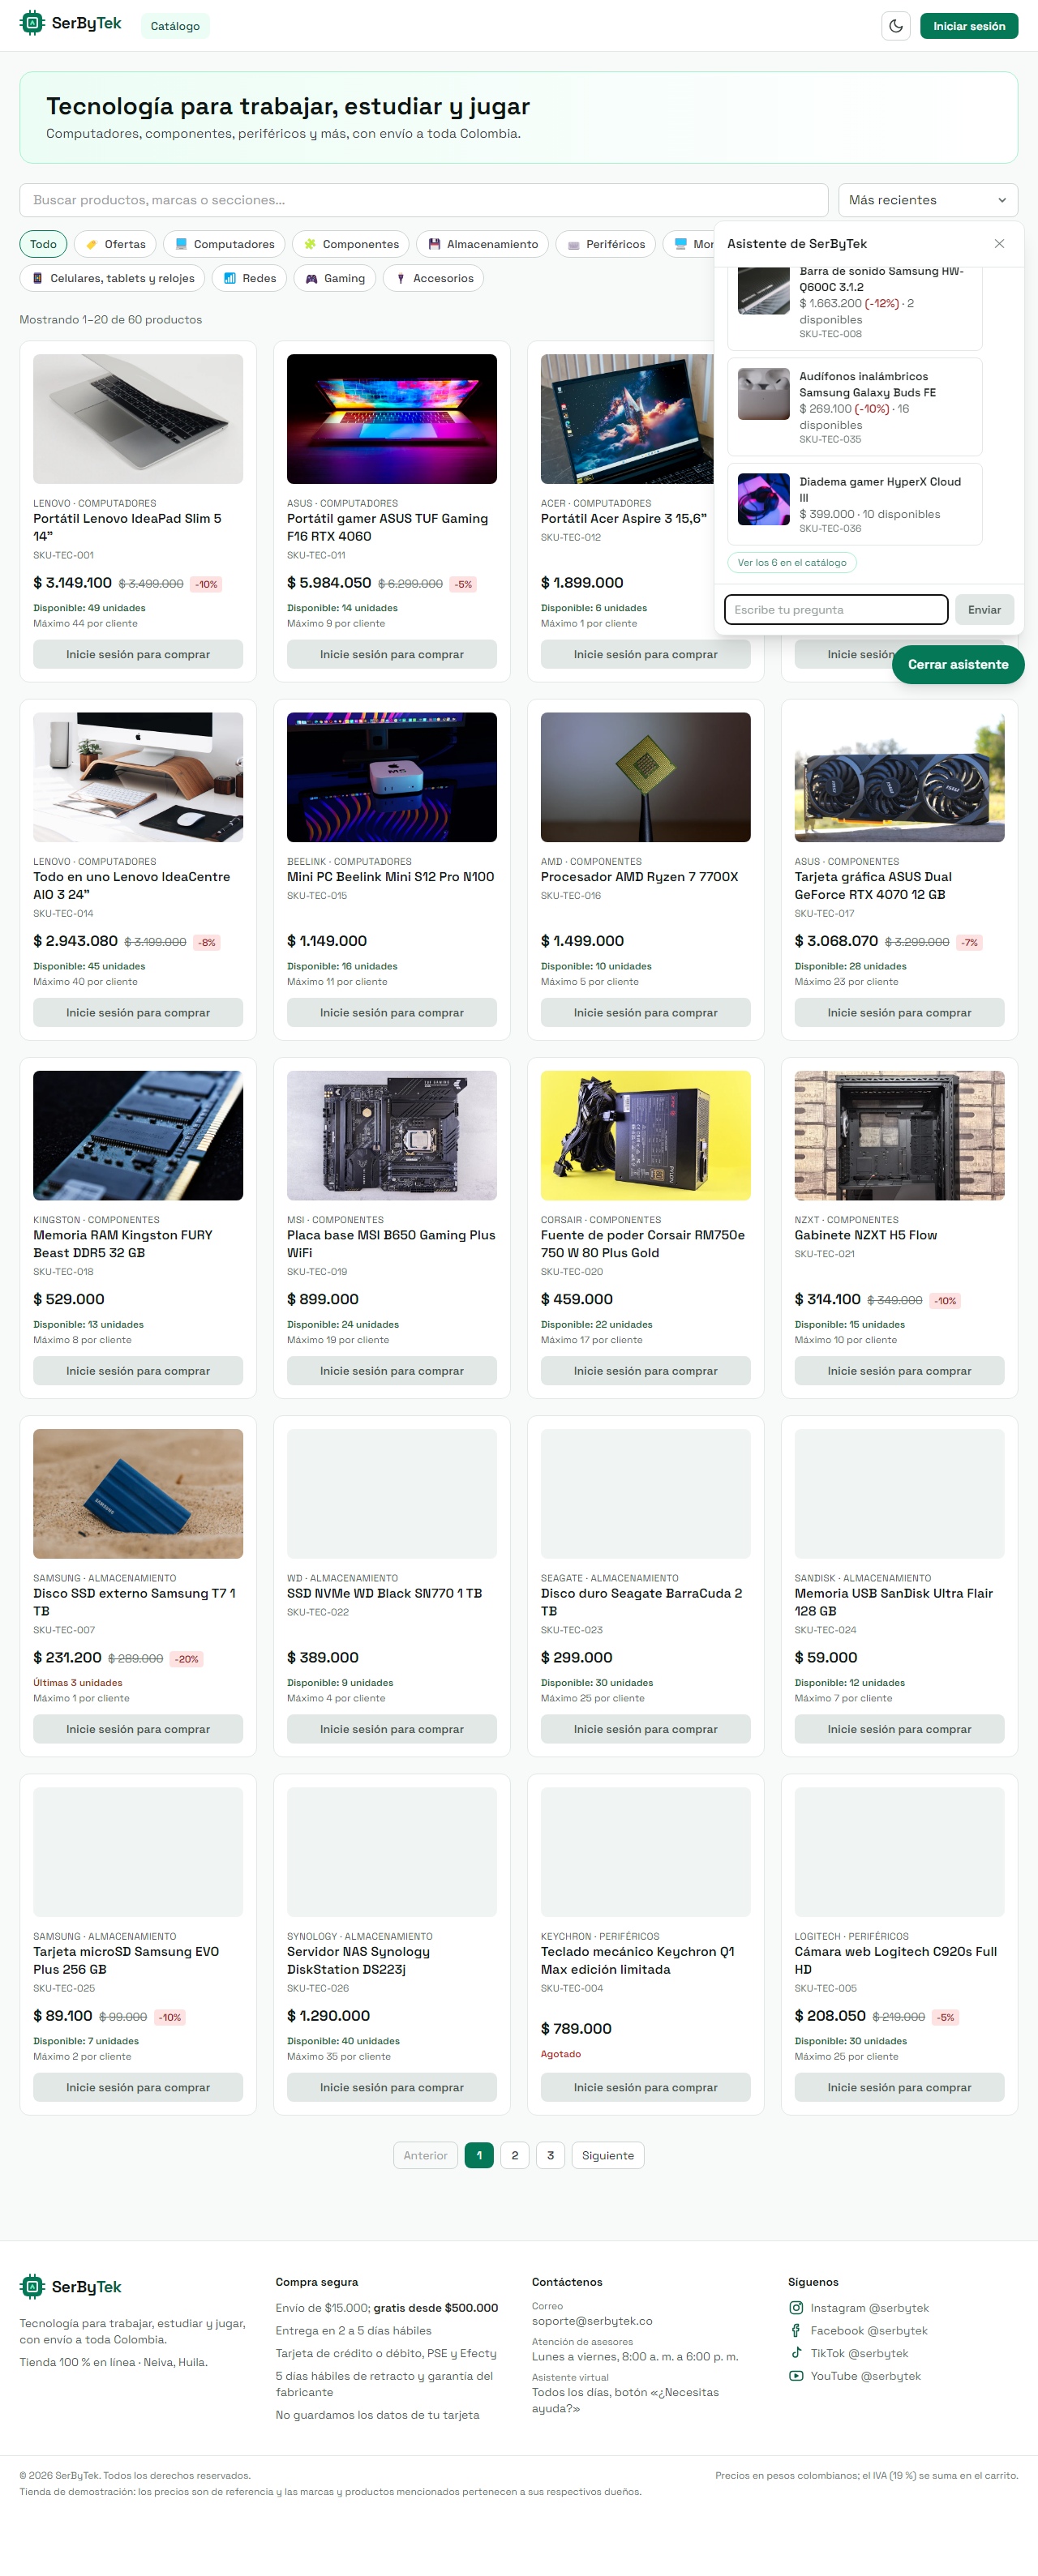 SerByTek
Catálogo
Iniciar sesión
Tecnología para trabajar, estudiar y jugar
Computadores, componentes, periféricos y más, con envío a toda Colombia.
Buscar productos, marcas o secciones...
Más recientes
Todo
Ofertas
Computadores
Componentes
Almacenamiento
Periféricos
Celulares, tablets y relojes
Redes
Gaming
Accesorios
Mostrando 1–20 de 60 productos
Asistente de SerByTek
Barra de sonido Samsung HW-
Q600C 3.1.2
$ 1.663.200 (-12%) · 2
disponibles
SKU-TEC-008
Audífonos inalámbricos
Samsung Galaxy Buds FE
$ 269.100 (-10%) · 16
disponibles
SKU-TEC-035
Diadema gamer HyperX Cloud
III
$ 399.000 · 10 disponibles
SKU-TEC-036
Ver los 6 en el catálogo
Escribe tu pregunta
Enviar
Cerrar asistente
LENOVO · COMPUTADORES
Portátil Lenovo IdeaPad Slim 5
14”
SKU-TEC-001
$ 3.149.100 $ 3.499.000 -10%
Disponible: 49 unidades
Máximo 44 por cliente
Inicie sesión para comprar
ASUS · COMPUTADORES
Portátil gamer ASUS TUF Gaming
F16 RTX 4060
SKU-TEC-011
$ 5.984.050 $ 6.299.000 -5%
Disponible: 14 unidades
Máximo 9 por cliente
Inicie sesión para comprar
ACER · COMPUTADORES
Portátil Acer Aspire 3 15,6”
SKU-TEC-012
$ 1.899.000
Disponible: 6 unidades
Máximo 1 por cliente
Inicie sesión para comprar
Inicie sesión
LENOVO · COMPUTADORES
Todo en uno Lenovo IdeaCentre
AIO 3 24”
SKU-TEC-014
$ 2.943.080 $ 3.199.000 -8%
Disponible: 45 unidades
Máximo 40 por cliente
Inicie sesión para comprar
BEELINK · COMPUTADORES
Mini PC Beelink Mini S12 Pro N100
SKU-TEC-015
$ 1.149.000
Disponible: 16 unidades
Máximo 11 por cliente
Inicie sesión para comprar
AMD · COMPONENTES
Procesador AMD Ryzen 7 7700X
SKU-TEC-016
$ 1.499.000
Disponible: 10 unidades
Máximo 5 por cliente
Inicie sesión para comprar
ASUS · COMPONENTES
Tarjeta gráfica ASUS Dual
GeForce RTX 4070 12 GB
SKU-TEC-017
$ 3.068.070 $ 3.299.000 -7%
Disponible: 28 unidades
Máximo 23 por cliente
Inicie sesión para comprar
KINGSTON · COMPONENTES
Memoria RAM Kingston FURY
Beast DDR5 32 GB
SKU-TEC-018
$ 529.000
Disponible: 13 unidades
Máximo 8 por cliente
Inicie sesión para comprar
MSI · COMPONENTES
Placa base MSI B650 Gaming Plus
WiFi
SKU-TEC-019
$ 899.000
Disponible: 24 unidades
Máximo 19 por cliente
Inicie sesión para comprar
CORSAIR · COMPONENTES
Fuente de poder Corsair RM750e
750 W 80 Plus Gold
SKU-TEC-020
$ 459.000
Disponible: 22 unidades
Máximo 17 por cliente
Inicie sesión para comprar
NZXT · COMPONENTES
Gabinete NZXT H5 Flow
SKU-TEC-021
$ 314.100 $ 349.000 -10%
Disponible: 15 unidades
Máximo 10 por cliente
Inicie sesión para comprar
SAMSUNG · ALMACENAMIENTO
Disco SSD externo Samsung T7 1
TB
SKU-TEC-007
$ 231.200 $ 289.000 -20%
Últimas 3 unidades
Máximo 1 por cliente
Inicie sesión para comprar
WD · ALMACENAMIENTO
SSD NVMe WD Black SN770 1 TB
SKU-TEC-022
$ 389.000
Disponible: 9 unidades
Máximo 4 por cliente
Inicie sesión para comprar
SEAGATE · ALMACENAMIENTO
Disco duro Seagate BarraCuda 2
TB
SKU-TEC-023
$ 299.000
Disponible: 30 unidades
Máximo 25 por cliente
Inicie sesión para comprar
SANDISK · ALMACENAMIENTO
Memoria USB SanDisk Ultra Flair
128 GB
SKU-TEC-024
$ 59.000
Disponible: 12 unidades
Máximo 7 por cliente
Inicie sesión para comprar
SAMSUNG · ALMACENAMIENTO
Tarjeta microSD Samsung EVO
Plus 256 GB
SKU-TEC-025
$ 89.100 $ 99.000 -10%
Disponible: 7 unidades
Máximo 2 por cliente
Inicie sesión para comprar
SYNOLOGY · ALMACENAMIENTO
Servidor NAS Synology
DiskStation DS223j
SKU-TEC-026
$ 1.290.000
Disponible: 40 unidades
Máximo 35 por cliente
Inicie sesión para comprar
KEYCHRON · PERIFÉRICOS
Teclado mecánico Keychron Q1
Max edición limitada
SKU-TEC-004
$ 789.000
Agotado
Inicie sesión para comprar
LOGITECH · PERIFÉRICOS
Cámara web Logitech C920s Full
HD
SKU-TEC-005
$ 208.050 $ 219.000 -5%
Disponible: 30 unidades
Máximo 25 por cliente
Inicie sesión para comprar
Anterior 1 2 3 Siguiente
SerByTek
Tecnología para trabajar, estudiar y jugar,
con envío a toda Colombia.
Tienda 100 % en línea · Neiva, Huila.
Compra segura
Envío de $15.000; gratis desde $500.000
Entrega en 2 a 5 días hábiles
Tarjeta de crédito o débito, PSE y Efecty
5 días hábiles de retracto y garantía del
fabricante
No guardamos los datos de tu tarjeta
Contáctenos
Correo
soporte@serbytek.co
Atención de asesores
Lunes a viernes, 8:00 a. m. a 6:00 p. m.
Asistente virtual
Todos los días, botón «¿Necesitas
ayuda?»
Síguenos
Instagram @serbytek
Facebook @serbytek
TikTok @serbytek
YouTube @serbytek
© 2026 SerByTek. Todos los derechos reservados.
Precios en pesos colombianos; el IVA (19 %) se suma en el carrito.
Tienda de demostración: los precios son de referencia y las marcas y productos mencionados pertenecen a sus respectivos dueños.